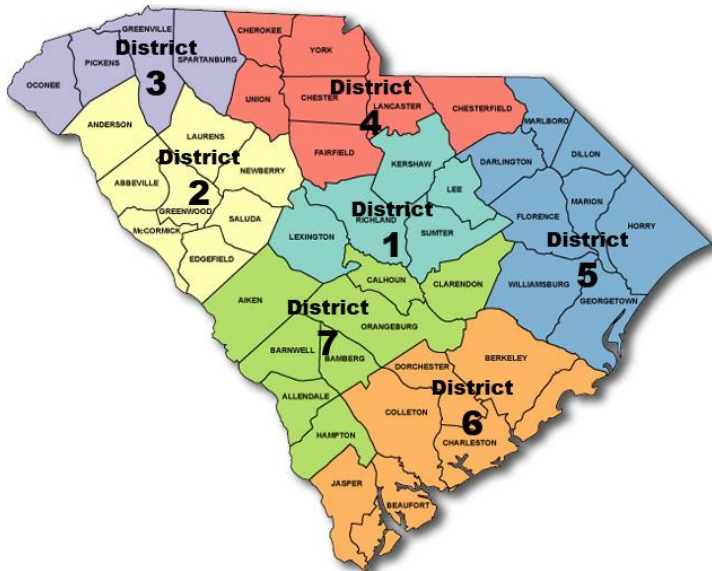 GREENVILLE
CHEROKEE
YORK
PICKENS
District
SPARTANBURG
3
OCONEE
UNION
CHESTER
District
LANCASTER
4
CHESTERFIELD
MARLBORO
ANDERSON
LAURENS
FAIRFIELD
KERSHAW
DARLINGTON
DILLON
District
NEWBERRY
2
ABBEVILLE
GREENWOOD
LEE
MARION
SALUDA
District
RICHLAND
1
FLORENCE
HORRY
McCORMICK
LEXINGTON
SUMTER
District
5
EDGEFIELD
CALHOUN
CLARENDON
WILLIAMSBURG
GEORGETOWN
AIKEN
District
7
ORANGEBURG
BARNWELL
BAMBERG
DORCHESTER
BERKELEY
District
6
ALLENDALE
COLLETON
HAMPTON
CHARLESTON
JASPER
BEAUFORT